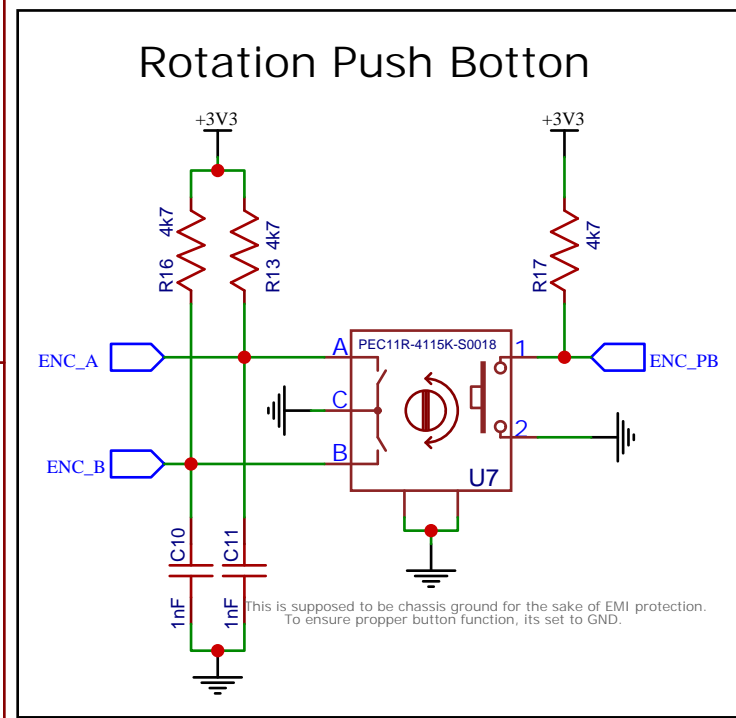 Rotation Push Botton
+3V3
+3V3
R16 4k7
R13 4k7
R17 4k7
ENC_A
A
PEC11R-4115K-S0018
1
ENC_PB
C
ENC_B
B
2
U7
C10 1nF
C11 1nF
This is supposed to be chassis ground for the sake of EMI protection.
To ensure propper button function, its set to GND.